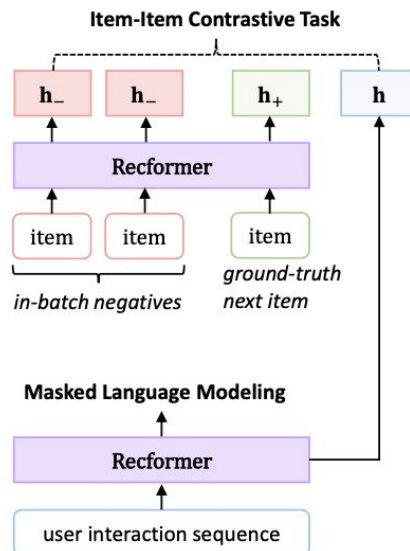 Item-Item Contrastive Task
h₋ h₋ h₊ h
Recformer
item item item
in-batch negatives
ground-truth
next item
Masked Language Modeling
Recformer
user interaction sequence